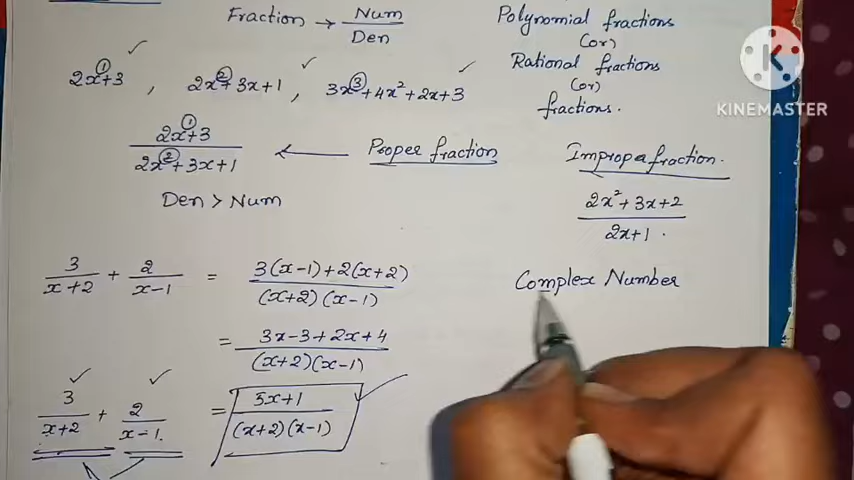 Fraction → Num
Den
Polynomial fractions
(or)
Rational fractions
(or)
fractions.
2x¹+3 , 2x²+3x+1 , 3x³+4x²+2x+3
2x¹+3
2x²+3x+1
← Proper fraction
Den > Num
Improper fraction.
2x²+3x+2
2x+1 .
3/(x+2) + 2/(x-1) = 3(x-1)+2(x+2)/(x+2)(x-1)
= 3x-3+2x+4/(x+2)(x-1)
3/(x+2) + 2/(x-1) = 5x+1/(x+2)(x-1)
Complex Number
K
KINEMASTER